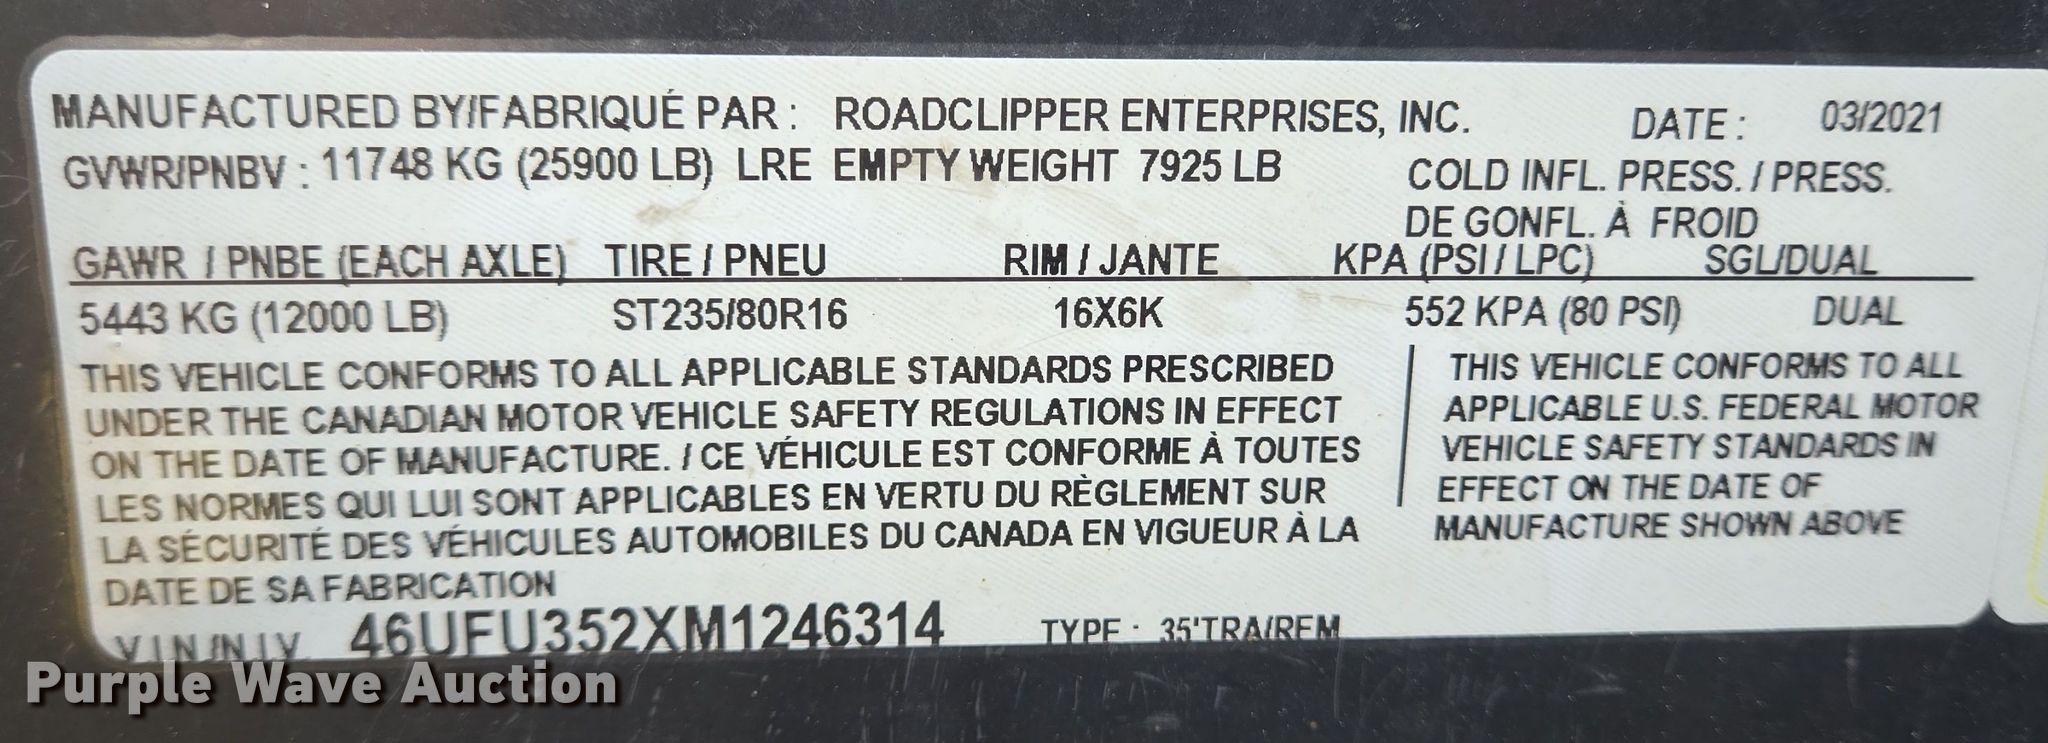 MANUFACTURED BY/FABRIQUÉ PAR : ROADCLIPPER ENTERPRISES, INC. DATE : 03/2021
GVWR/PNBV : 11748 KG (25900 LB) LRE EMPTY WEIGHT 7925 LB
COLD INFL. PRESS. / PRESS.
DE GONFL. À FROID
GAWR / PNBE (EACH AXLE) TIRE / PNEU RIM / JANTE KPA (PSI / LPC) SGL/DUAL
5443 KG (12000 LB) ST235/80R16 16X6K 552 KPA (80 PSI) DUAL
THIS VEHICLE CONFORMS TO ALL APPLICABLE STANDARDS PRESCRIBED
UNDER THE CANADIAN MOTOR VEHICLE SAFETY REGULATIONS IN EFFECT
ON THE DATE OF MANUFACTURE. / CE VÉHICULE EST CONFORME À TOUTES
LES NORMES QUI LUI SONT APPLICABLES EN VERTU DU RÈGLEMENT SUR
LA SÉCURITÉ DES VÉHICULES AUTOMOBILES DU CANADA EN VIGUEUR À LA
DATE DE SA FABRICATION
THIS VEHICLE CONFORMS TO ALL
APPLICABLE U.S. FEDERAL MOTOR
VEHICLE SAFETY STANDARDS IN
EFFECT ON THE DATE OF
MANUFACTURE SHOWN ABOVE
V.I.N./N.I.V. 46UFU352XM1246314 TYPE : 35'TRA/REM
Purple Wave Auction